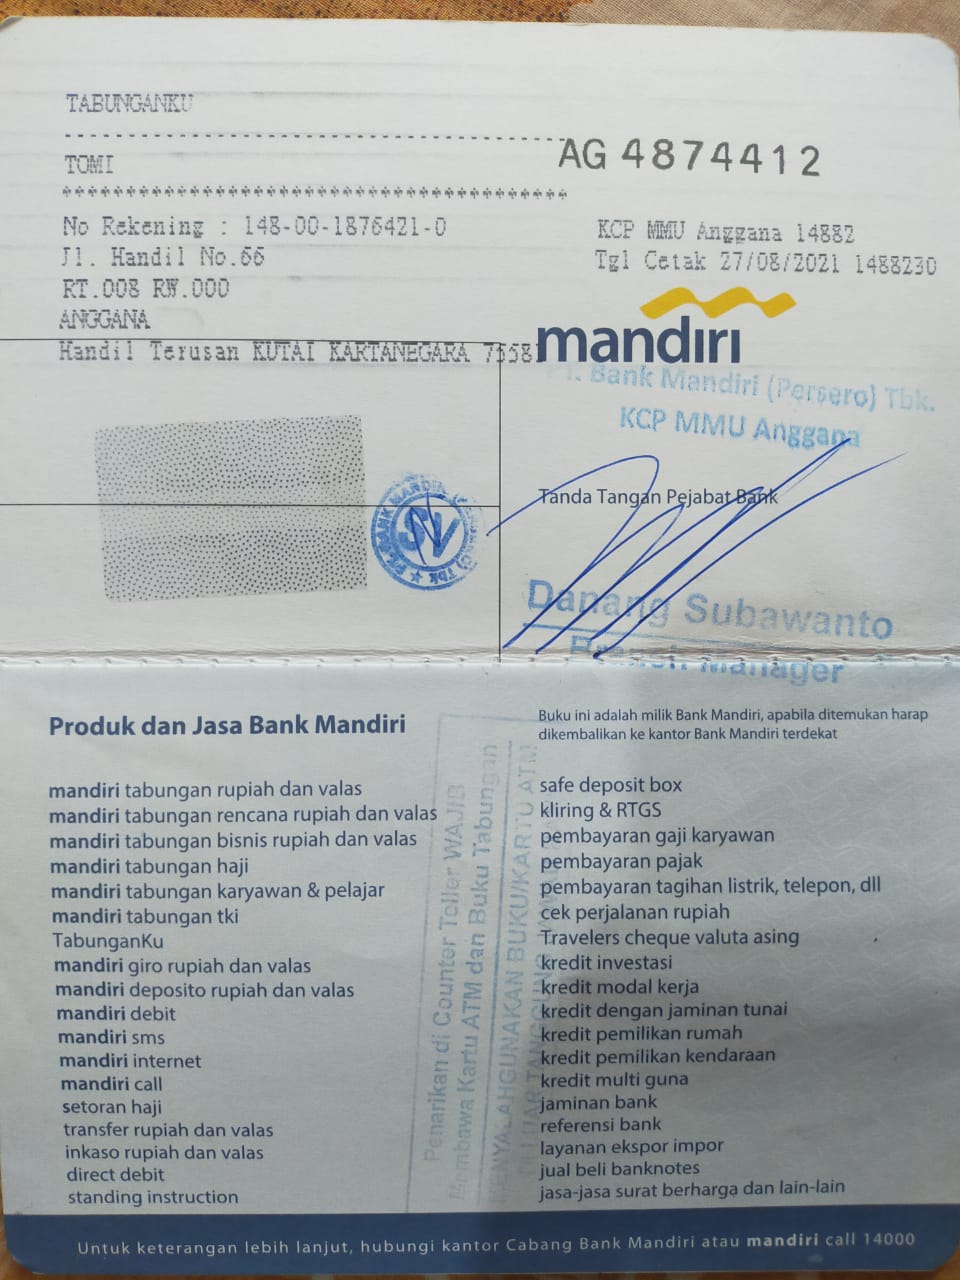 TABUNGANKU
TOMI
AG 4874412
No Rekening : 148-00-1876421-0
Jl. Handil No.66
RT.008 RW.000
ANGGANA
Handil Terusan KUTAI KARTANEGARA
KCP MMU Anggana 14882
Tgl Cetak 27/08/2021 1488230
mandiri
PT. Bank Mandiri (Persero) Tbk.
KCP MMU Anggana
Tanda Tangan Pejabat Bank
SV
Danang Subawanto
Branch Manager
Produk dan Jasa Bank Mandiri
mandiri tabungan rupiah dan valas
mandiri tabungan rencana rupiah dan valas
mandiri tabungan bisnis rupiah dan valas
mandiri tabungan haji
mandiri tabungan karyawan & pelajar
mandiri tabungan tki
TabunganKu
mandiri giro rupiah dan valas
mandiri deposito rupiah dan valas
mandiri debit
mandiri sms
mandiri internet
mandiri call
setoran haji
transfer rupiah dan valas
inkaso rupiah dan valas
direct debit
standing instruction
Penarikan di Counter Teller WAJIB
Membawa Kartu ATM dan Buku Tabungan
MENYALAHGUNAKAN BUKU/KARTU ATM
DILUAR TANGGUNG
Buku ini adalah milik Bank Mandiri, apabila ditemukan harap
dikembalikan ke kantor Bank Mandiri terdekat
safe deposit box
kliring & RTGS
pembayaran gaji karyawan
pembayaran pajak
pembayaran tagihan listrik, telepon, dll
cek perjalanan rupiah
Travelers cheque valuta asing
kredit investasi
kredit modal kerja
kredit dengan jaminan tunai
kredit pemilikan rumah
kredit pemilikan kendaraan
kredit multi guna
jaminan bank
referensi bank
layanan ekspor impor
jual beli banknotes
jasa-jasa surat berharga dan lain-lain
Untuk keterangan lebih lanjut, hubungi kantor Cabang Bank Mandiri atau mandiri call 14000